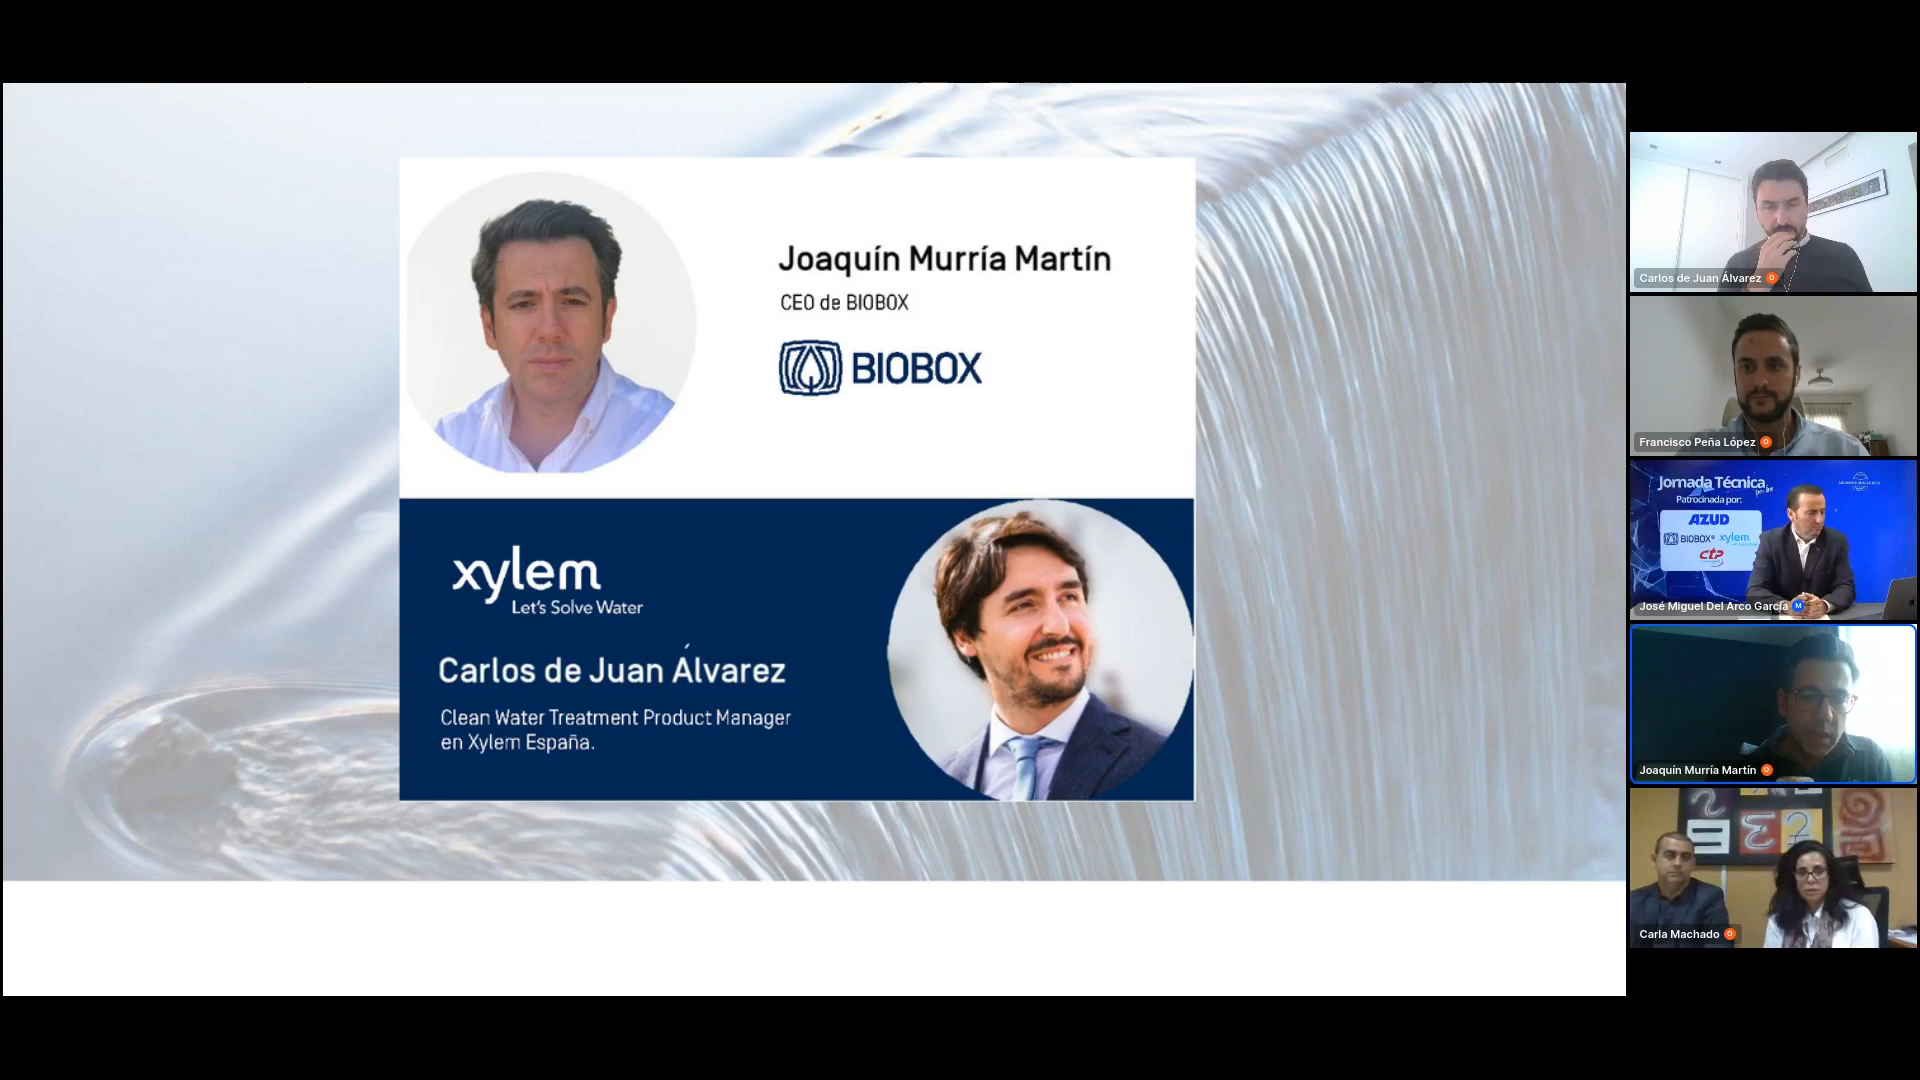 Joaquín Murría Martín
CEO de BIOBOX
BIOBOX
xylem
Let's Solve Water
Carlos de Juan Álvarez
Clean Water Treatment Product Manager
en Xylem España.
Carlos de Juan Álvarez
Francisco Peña López
Jornada Técnica
Patrocinada por:
AZUD
BIOBOX® xylem
ctp
José Miguel Del Arco García M
Joaquín Murría Martín
Carla Machado